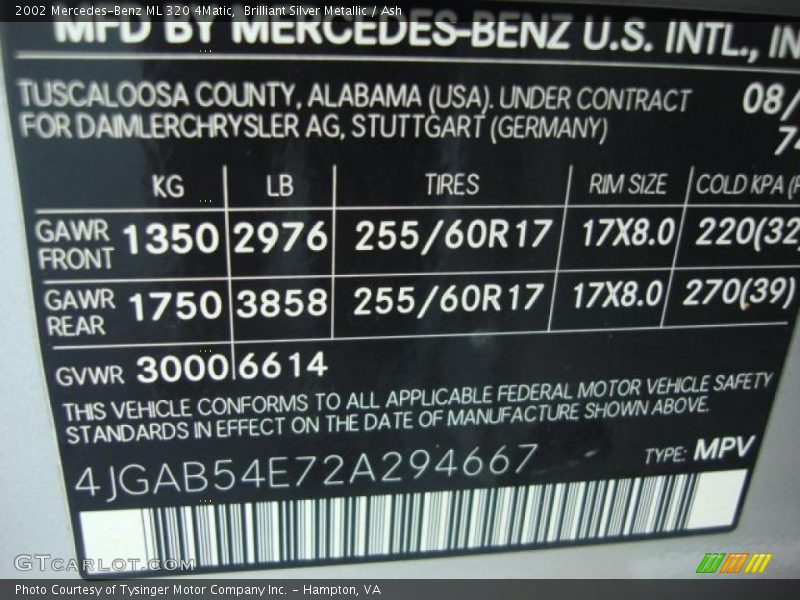 2002 Mercedes-Benz ML 320 4Matic, Brilliant Silver Metallic / Ash
MFD BY MERCEDES-BENZ U.S. INTL.,
TUSCALOOSA COUNTY, ALABAMA (USA). UNDER CONTRACT 08/
FOR DAIMLERCHRYSLER AG, STUTTGART (GERMANY)
KG LB TIRES RIM SIZE COLD KPA
GAWR FRONT 1350 2976 255/60R17 17X8.0 220(32
GAWR REAR 1750 3858 255/60R17 17X8.0 270(39)
GVWR 3000 6614
THIS VEHICLE CONFORMS TO ALL APPLICABLE FEDERAL MOTOR VEHICLE SAFETY
STANDARDS IN EFFECT ON THE DATE OF MANUFACTURE SHOWN ABOVE.
4JGAB54E72A294667 TYPE: MPV
GTCARLOT.COM
Photo Courtesy of Tysinger Motor Company Inc. - Hampton, VA